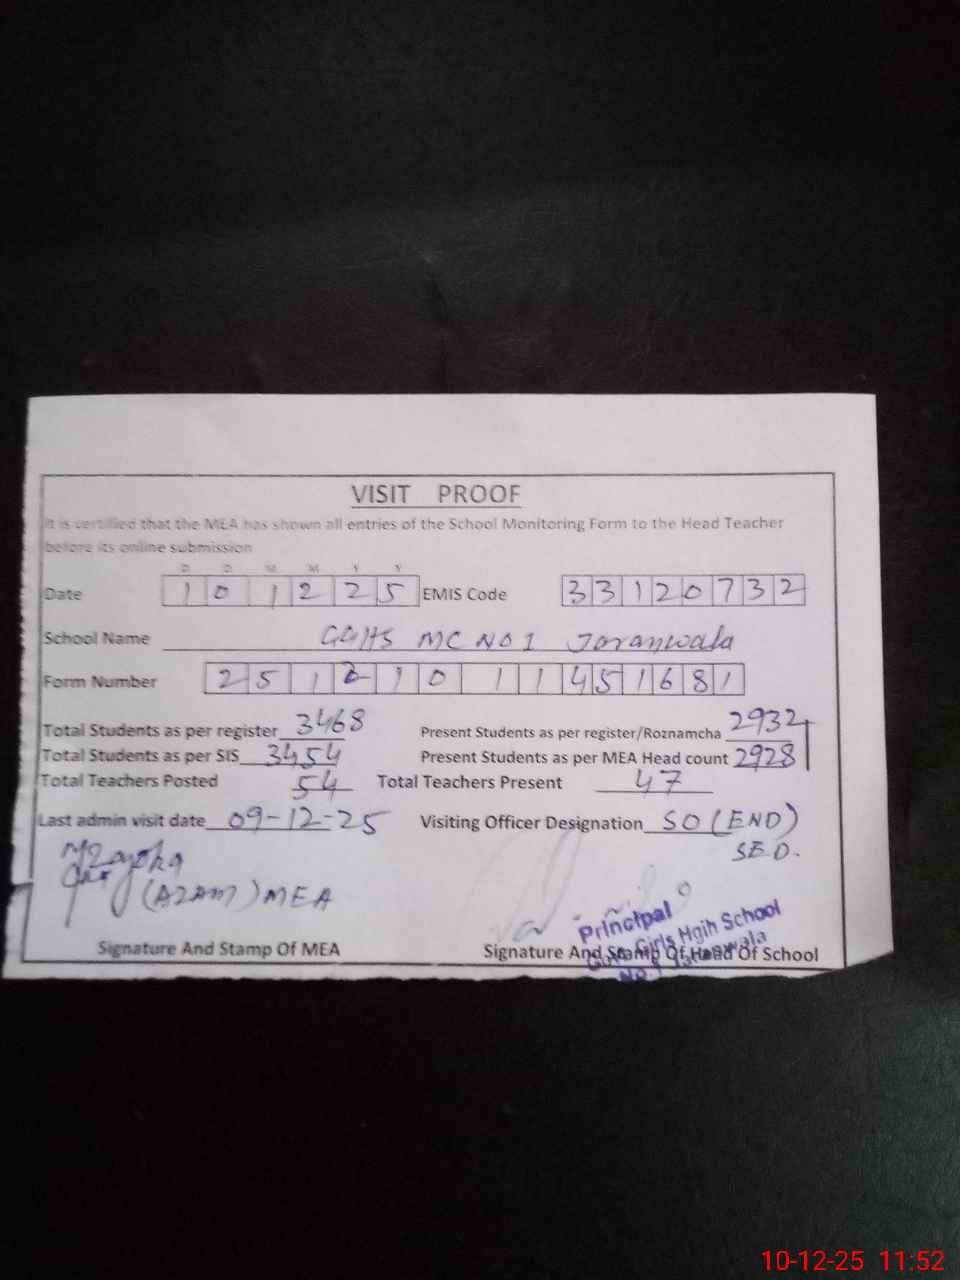 VISIT PROOF
It is certified that the MEA has shown all entries of the School Monitoring Form to the Head Teacher
before its online submission
D D M M Y Y
Date 1 0 1 2 2 5 EMIS Code 3 3 1 2 0 7 3 2
School Name GGHS MC NO 1 Jaranwala
Form Number 2 5 1 2 1 0 1 1 4 5 1 6 8 1
Total Students as per register 3468 Present Students as per register/Roznamcha 2932
Total Students as per SIS 3454 Present Students as per MEA Head count 2928
Total Teachers Posted 54 Total Teachers Present 47
Last admin visit date 09-12-25 Visiting Officer Designation SO (END)
SED.
(AZAM) MEA
Principal
Girls Hgih School
No.1
Signature And Stamp Of MEA Signature And Stamp Of Head Of School
10-12-25 11:52